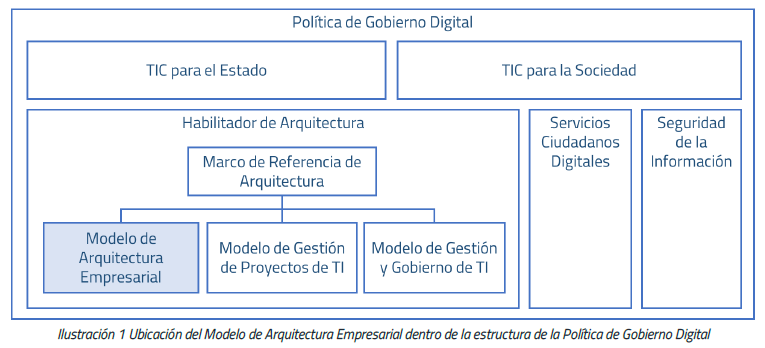 Política de Gobierno Digital
TIC para el Estado
TIC para la Sociedad
Habilitador de Arquitectura
Marco de Referencia de
Arquitectura
Modelo de
Arquitectura
Empresarial
Modelo de Gestión
de Proyectos de TI
Modelo de Gestión
y Gobierno de TI
Servicios
Ciudadanos
Digitales
Seguridad
de la
Información
Ilustración 1 Ubicación del Modelo de Arquitectura Empresarial dentro de la estructura de la Política de Gobierno Digital